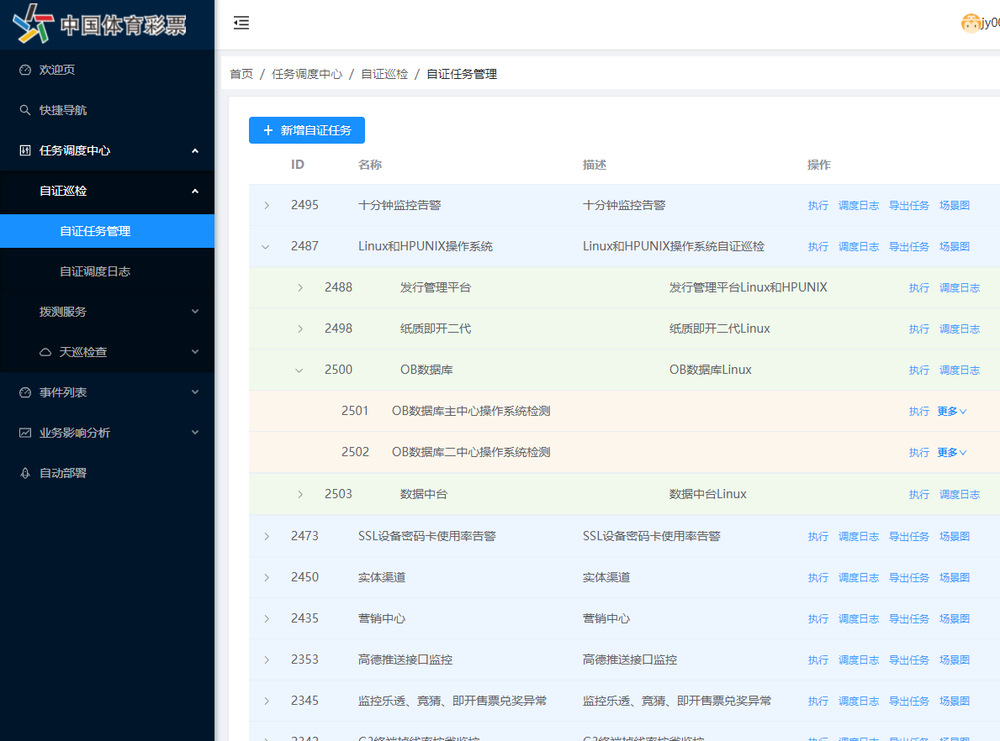 中国体育彩票
jy00
欢迎页
快捷导航
任务调度中心
自证巡检
自证任务管理
自证调度日志
拨测服务
天巡检查
事件列表
业务影响分析
自动部署
首页 / 任务调度中心 / 自证巡检 / 自证任务管理
+ 新增自证任务
ID 名称 描述 操作
2495 十分钟监控告警 十分钟监控告警 执行 调度日志 导出任务 场景图
2487 Linux和HPUNIX操作系统 Linux和HPUNIX操作系统自证巡检 执行 调度日志 导出任务 场景图
2488 发行管理平台 发行管理平台Linux和HPUNIX 执行 调度日志
2498 纸质即开二代 纸质即开二代Linux 执行 调度日志
2500 OB数据库 OB数据库Linux 执行 调度日志
2501 OB数据库主中心操作系统检测 执行 更多
2502 OB数据库二中心操作系统检测 执行 更多
2503 数据中台 数据中台Linux 执行 调度日志
2473 SSL设备密码卡使用率告警 SSL设备密码卡使用率告警 执行 调度日志 导出任务 场景图
2450 实体渠道 实体渠道 执行 调度日志 导出任务 场景图
2435 营销中心 营销中心 执行 调度日志 导出任务 场景图
2353 高德推送接口监控 高德推送接口监控 执行 调度日志 导出任务 场景图
2345 监控乐透、竞猜、即开售票兑奖异常 监控乐透、竞猜、即开售票兑奖异常 执行 调度日志 导出任务 场景图